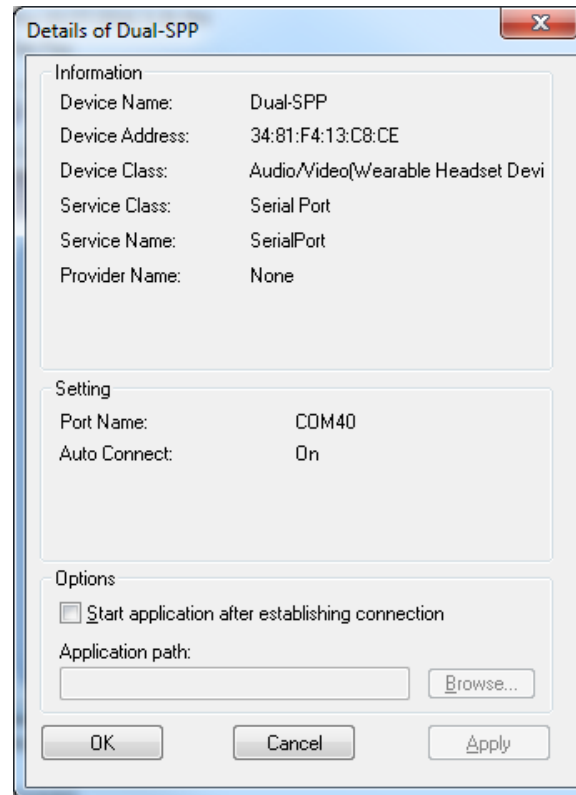 Details of Dual-SPP
Information
Device Name: Dual-SPP
Device Address: 34:81:F4:13:C8:CE
Device Class: Audio/Video(Wearable Headset Devi
Service Class: Serial Port
Service Name: SerialPort
Provider Name: None
Setting
Port Name: COM40
Auto Connect: On
Options
Start application after establishing connection
Application path:
Browse...
OK Cancel Apply